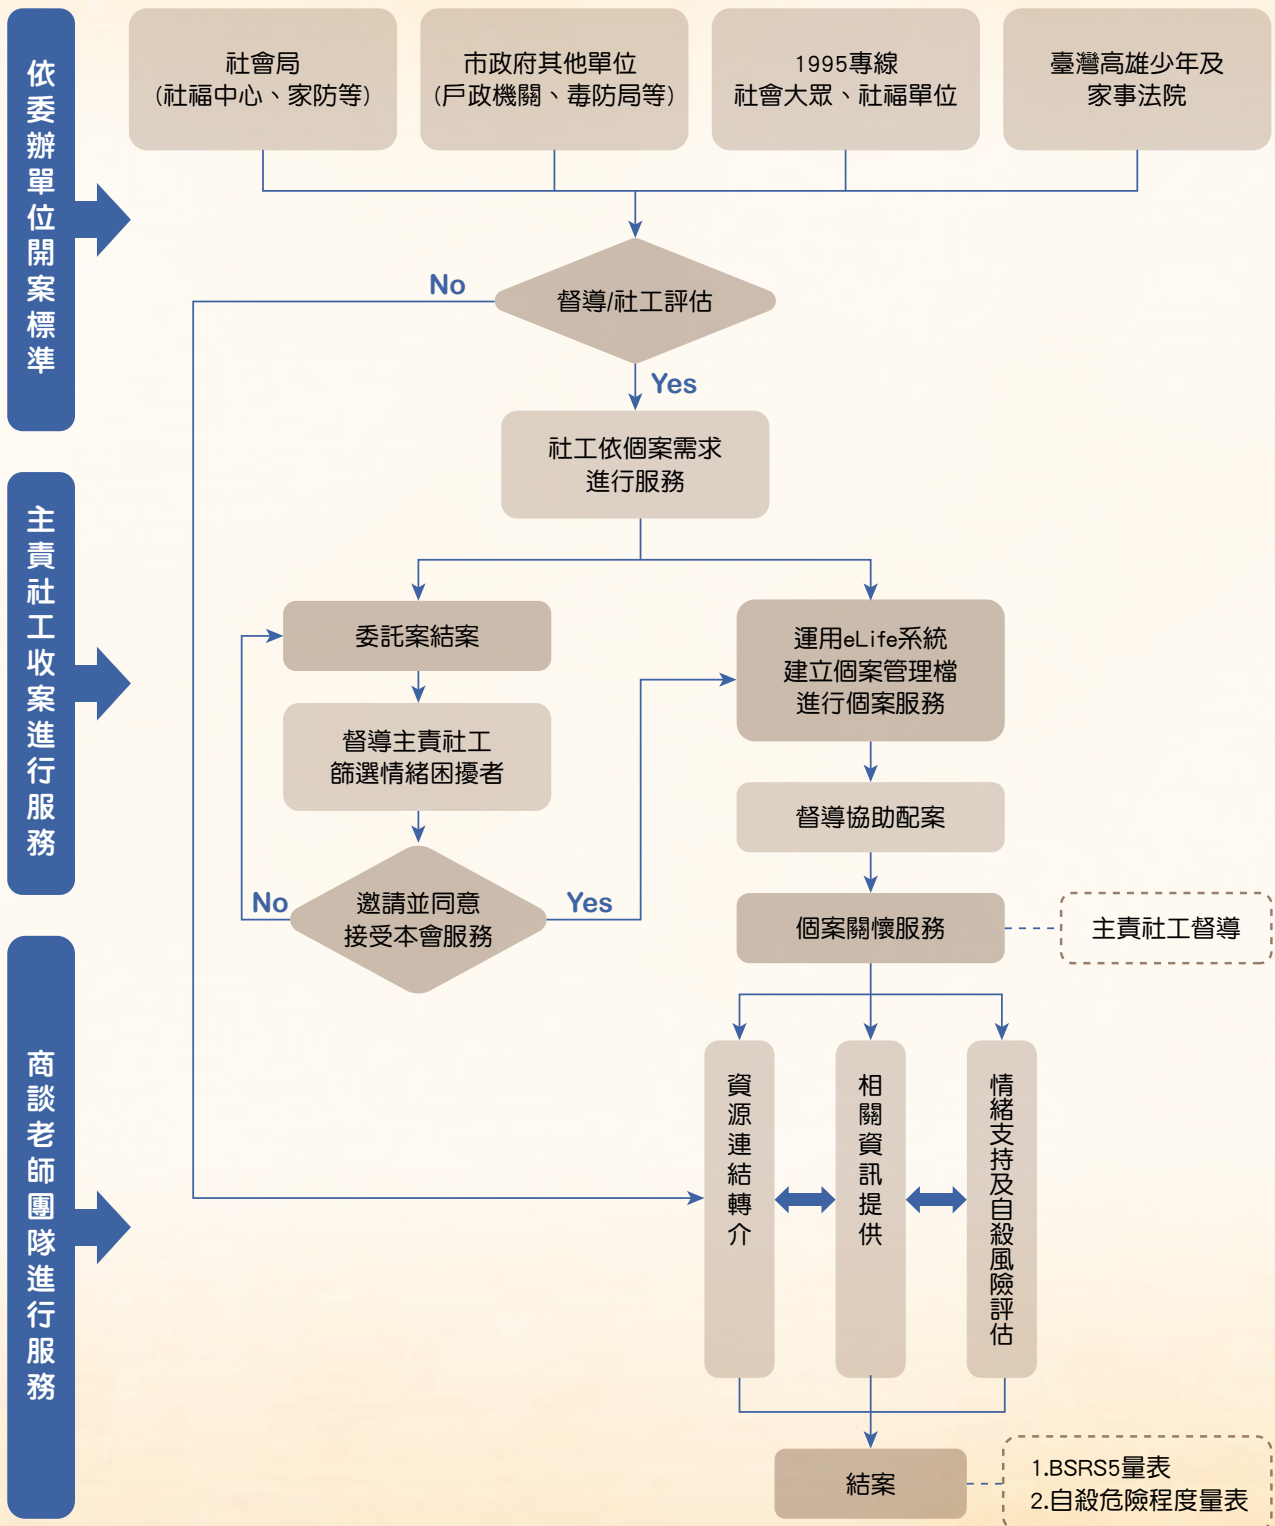 依委辦單位開案標準
社會局
(社福中心、家防等)
市政府其他單位
(戶政機關、毒防局等)
1995專線
社會大眾、社福單位
臺灣高雄少年及
家事法院
No
督導/社工評估
Yes
社工依個案需求
進行服務
主責社工收案進行服務
委託案結案
運用eLife系統
建立個案管理檔
進行個案服務
督導主責社工
篩選情緒困擾者
督導協助配案
No
邀請並同意
接受本會服務
Yes
個案關懷服務
主責社工督導
商談老師團隊進行服務
資源連結轉介
相關資訊提供
情緒支持及自殺風險評估
結案
1.BSRS5量表
2.自殺危險程度量表